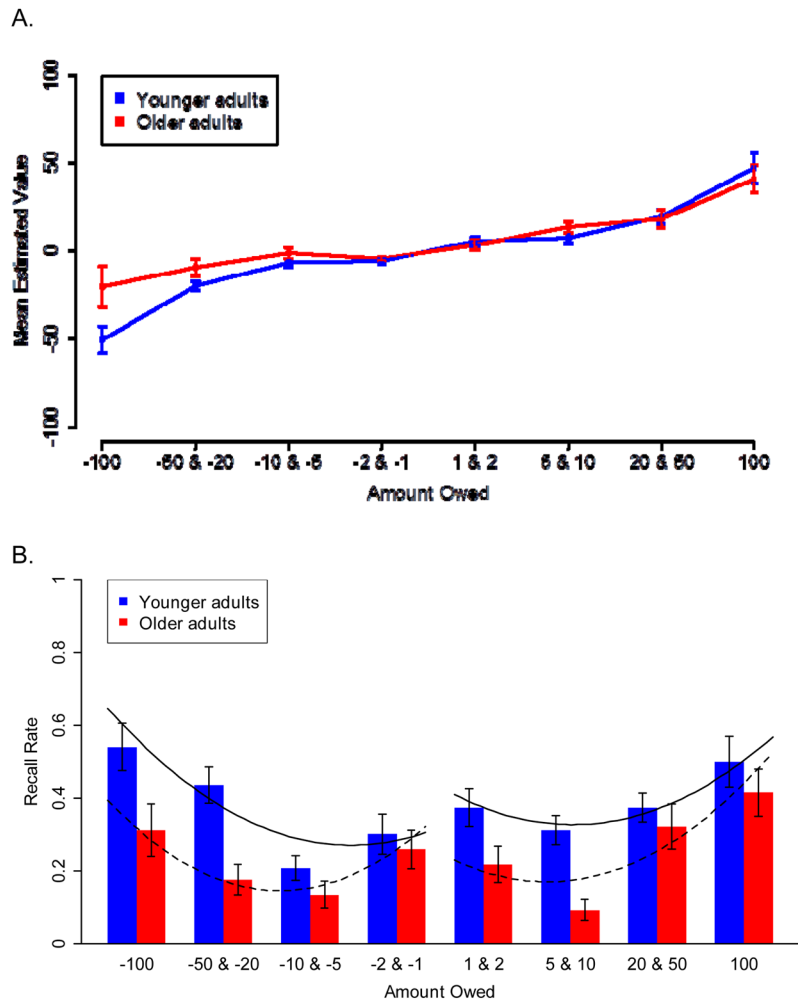 A.
Younger adults
Older adults
Mean Estimated Value
100
50
0
-50
-100
-100 -50 & -20 -10 & -5 -2 & -1 1 & 2 5 & 10 20 & 50 100
Amount Owed
B.
Younger adults
Older adults
Recall Rate
1
0.8
0.6
0.4
0.2
0
-100 -50 & -20 -10 & -5 -2 & -1 1 & 2 5 & 10 20 & 50 100
Amount Owed